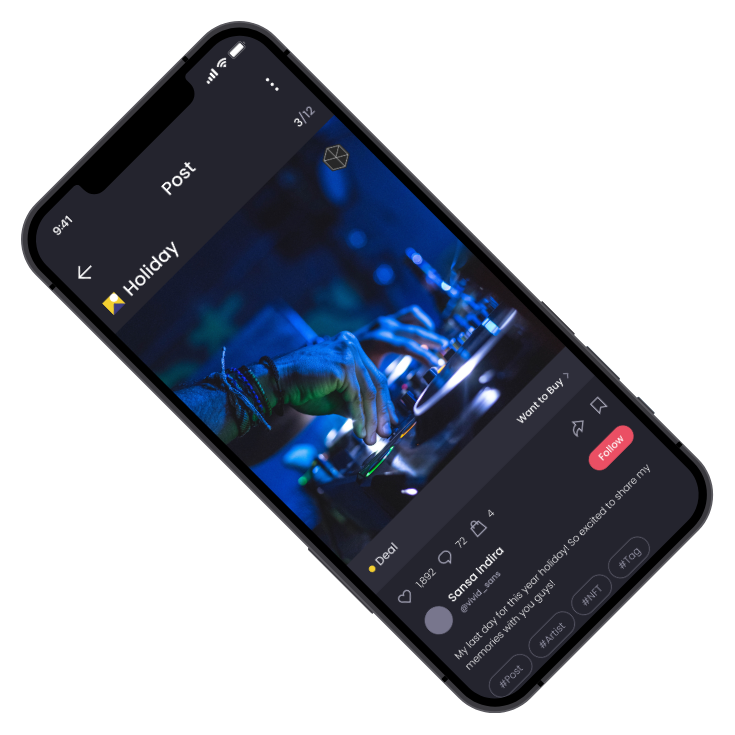 9:41
Post
3/12
Holiday
Deal
Want to Buy
1,892
72
4
Sansa Indira
@vivid_sans
Follow
My last day for this year holiday! So excited to share my
memories with you guys!
#Post
#Artist
#NFT
#Tag